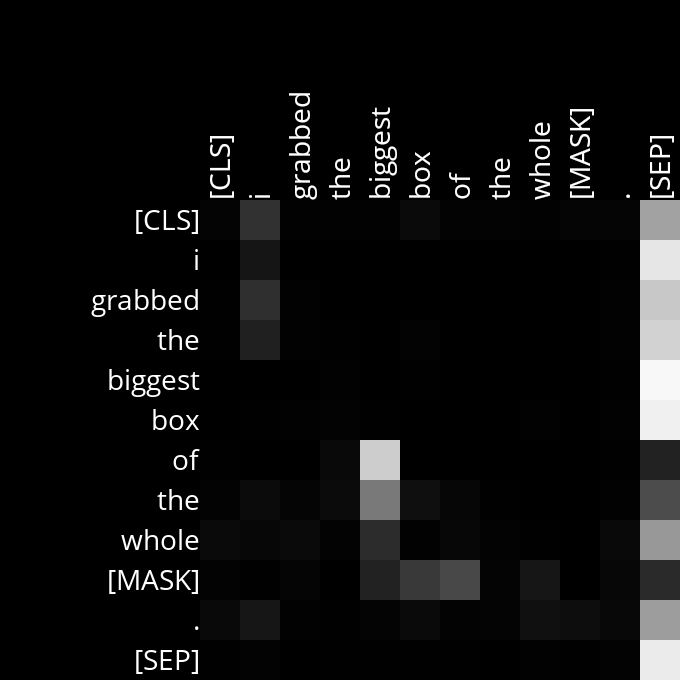 [CLS] i grabbed the biggest box of the whole [MASK] . [SEP]
[CLS]
i
grabbed
the
biggest
box
of
the
whole
[MASK]
.
[SEP]